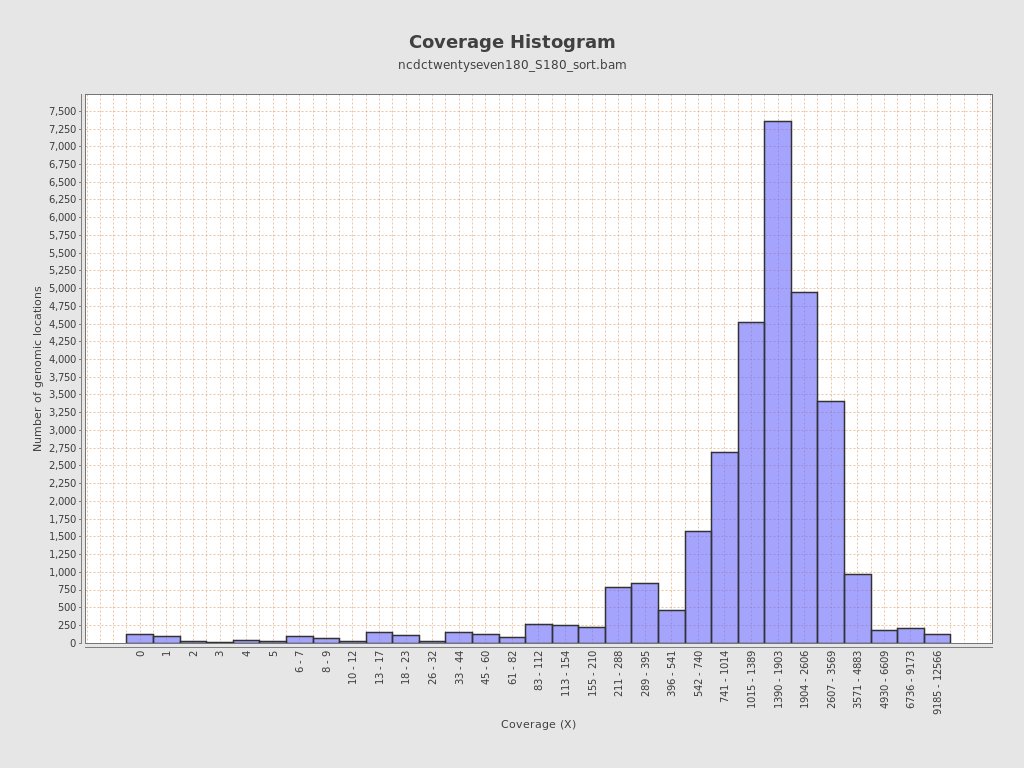 Coverage Histogram
ncdctwentyseven180_S180_sort.bam
7,500
7,250
7,000
6,750
6,500
6,250
6,000
5,750
5,500
5,250
5,000
4,750
4,500
4,250
4,000
3,750
3,500
3,250
3,000
2,750
2,500
2,250
2,000
1,750
1,500
1,250
1,000
750
500
250
0
Number of genomic locations
0
1
2
3
4
5
6 - 7
8 - 9
10 - 12
13 - 17
18 - 23
26 - 32
33 - 44
45 - 60
61 - 82
83 - 112
113 - 154
155 - 210
211 - 288
289 - 395
396 - 541
542 - 740
741 - 1014
1015 - 1389
1390 - 1903
1904 - 2606
2607 - 3569
3571 - 4883
4930 - 6609
6736 - 9173
9185 - 12566
Coverage (X)